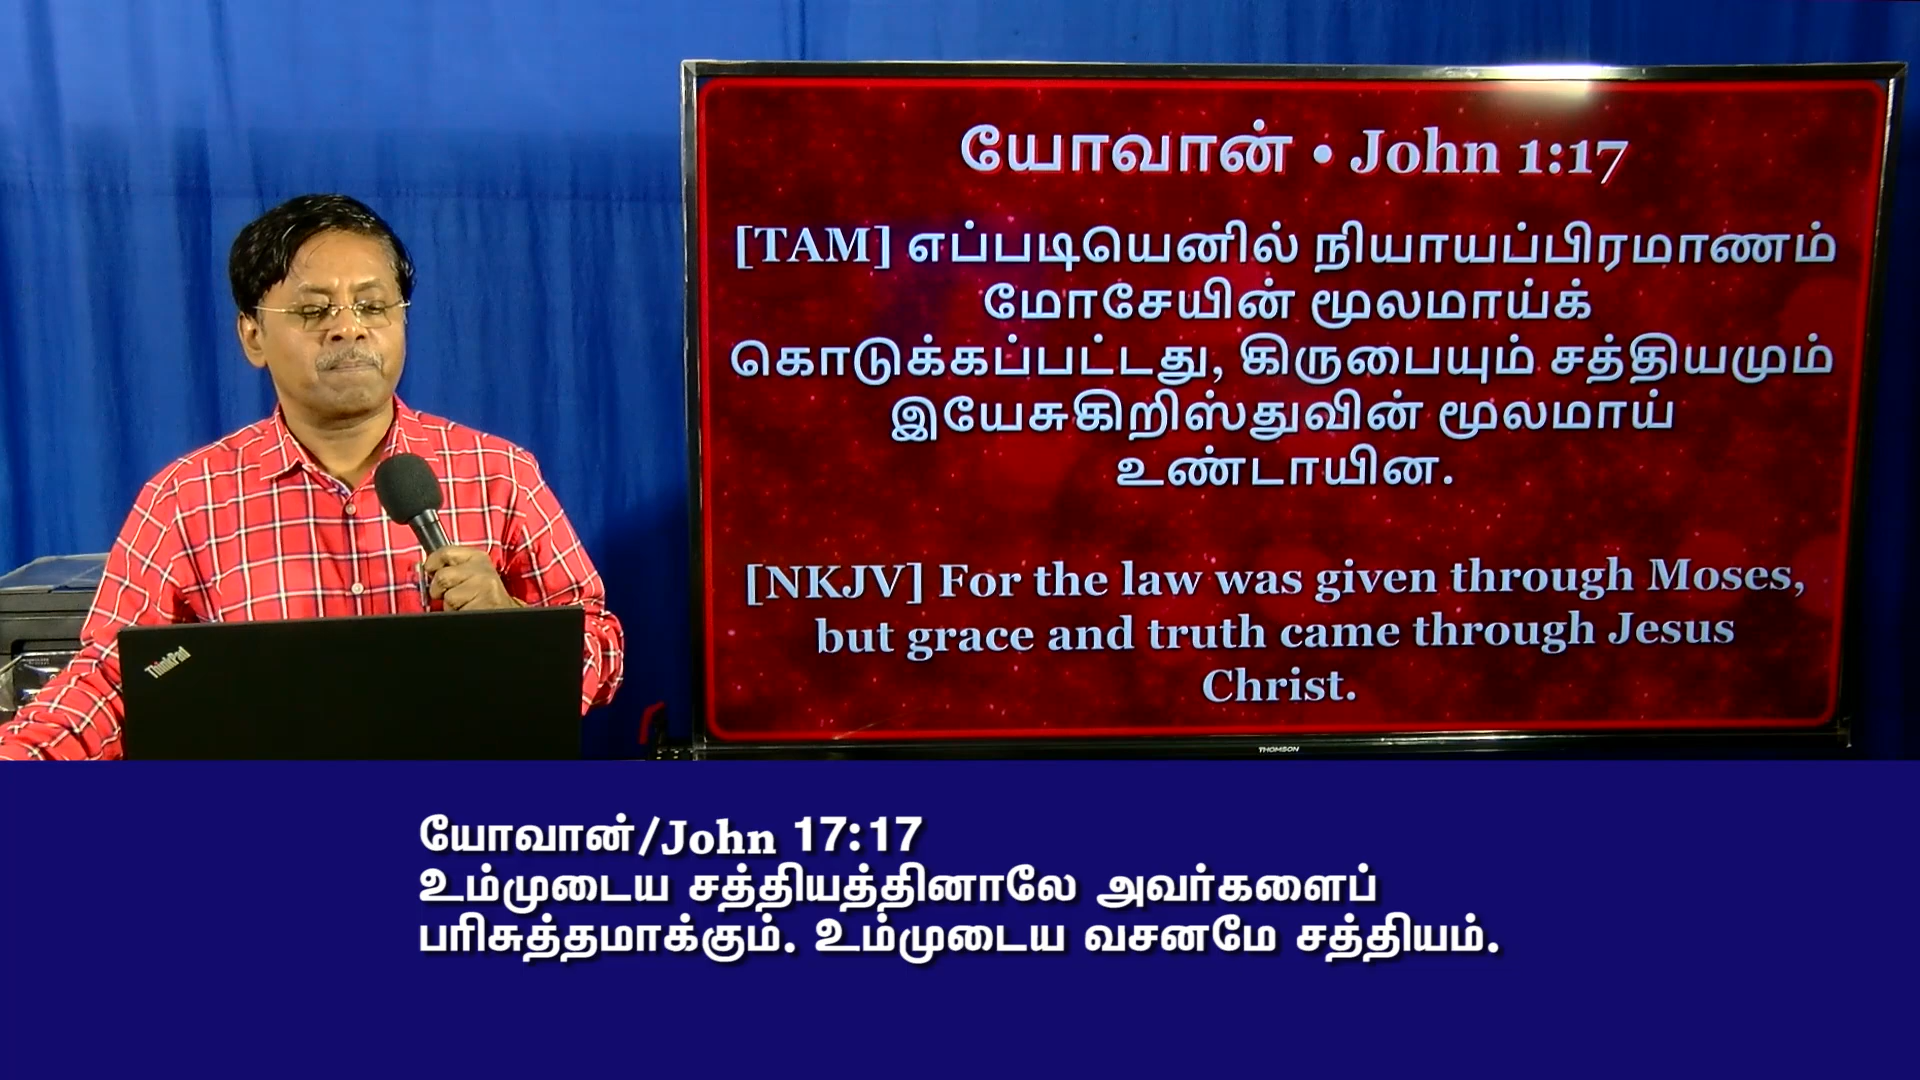 யோவான் • John 1:17
[TAM] எப்படியெனில் நியாயப்பிரமாணம்
மோசேயின் மூலமாய்க்
கொடுக்கப்பட்டது, கிருபையும் சத்தியமும்
இயேசுகிறிஸ்துவின் மூலமாய்
உண்டாயின.
[NKJV] For the law was given through Moses,
but grace and truth came through Jesus
Christ.
THOMSON
ThinkPad
யோவான்/John 17:17
உம்முடைய சத்தியத்தினாலே அவர்களைப்
பரிசுத்தமாக்கும். உம்முடைய வசனமே சத்தியம்.